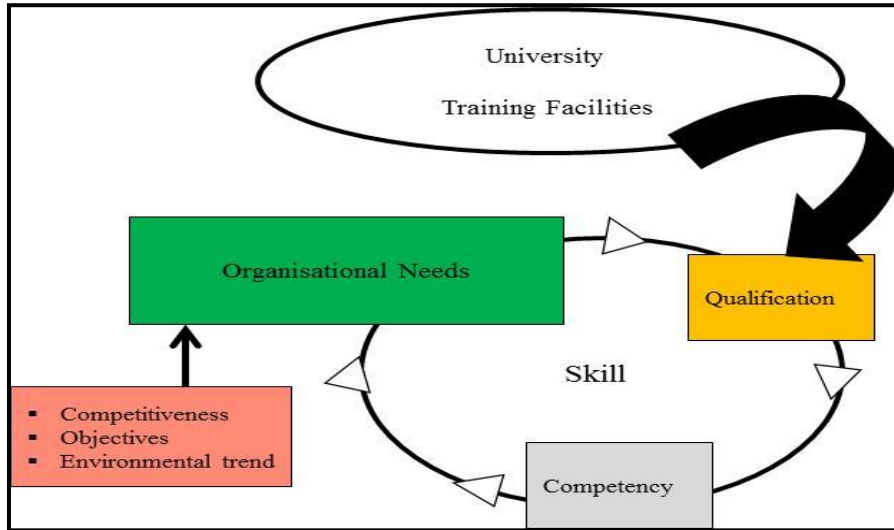 University
Training Facilities
Organisational Needs
Qualification
Skill
▪ Competitiveness
▪ Objectives
▪ Environmental trend
Competency